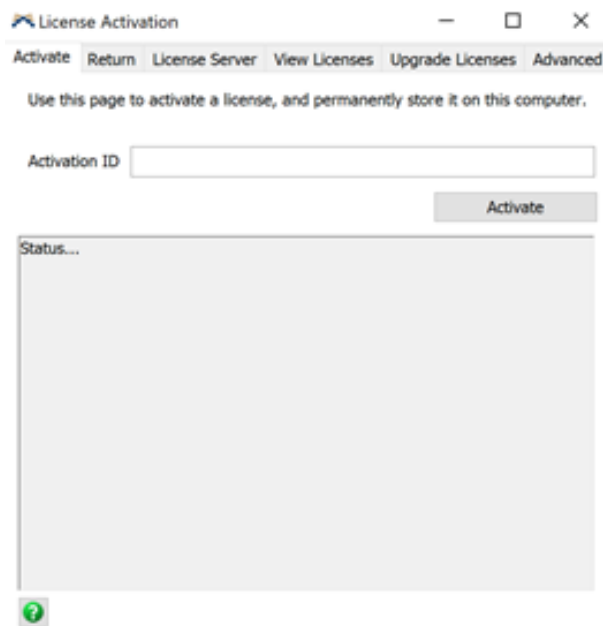 License Activation
Activate Return License Server View Licenses Upgrade Licenses Advanced
Use this page to activate a license, and permanently store it on this computer.
Activation ID
Activate
Status...
?